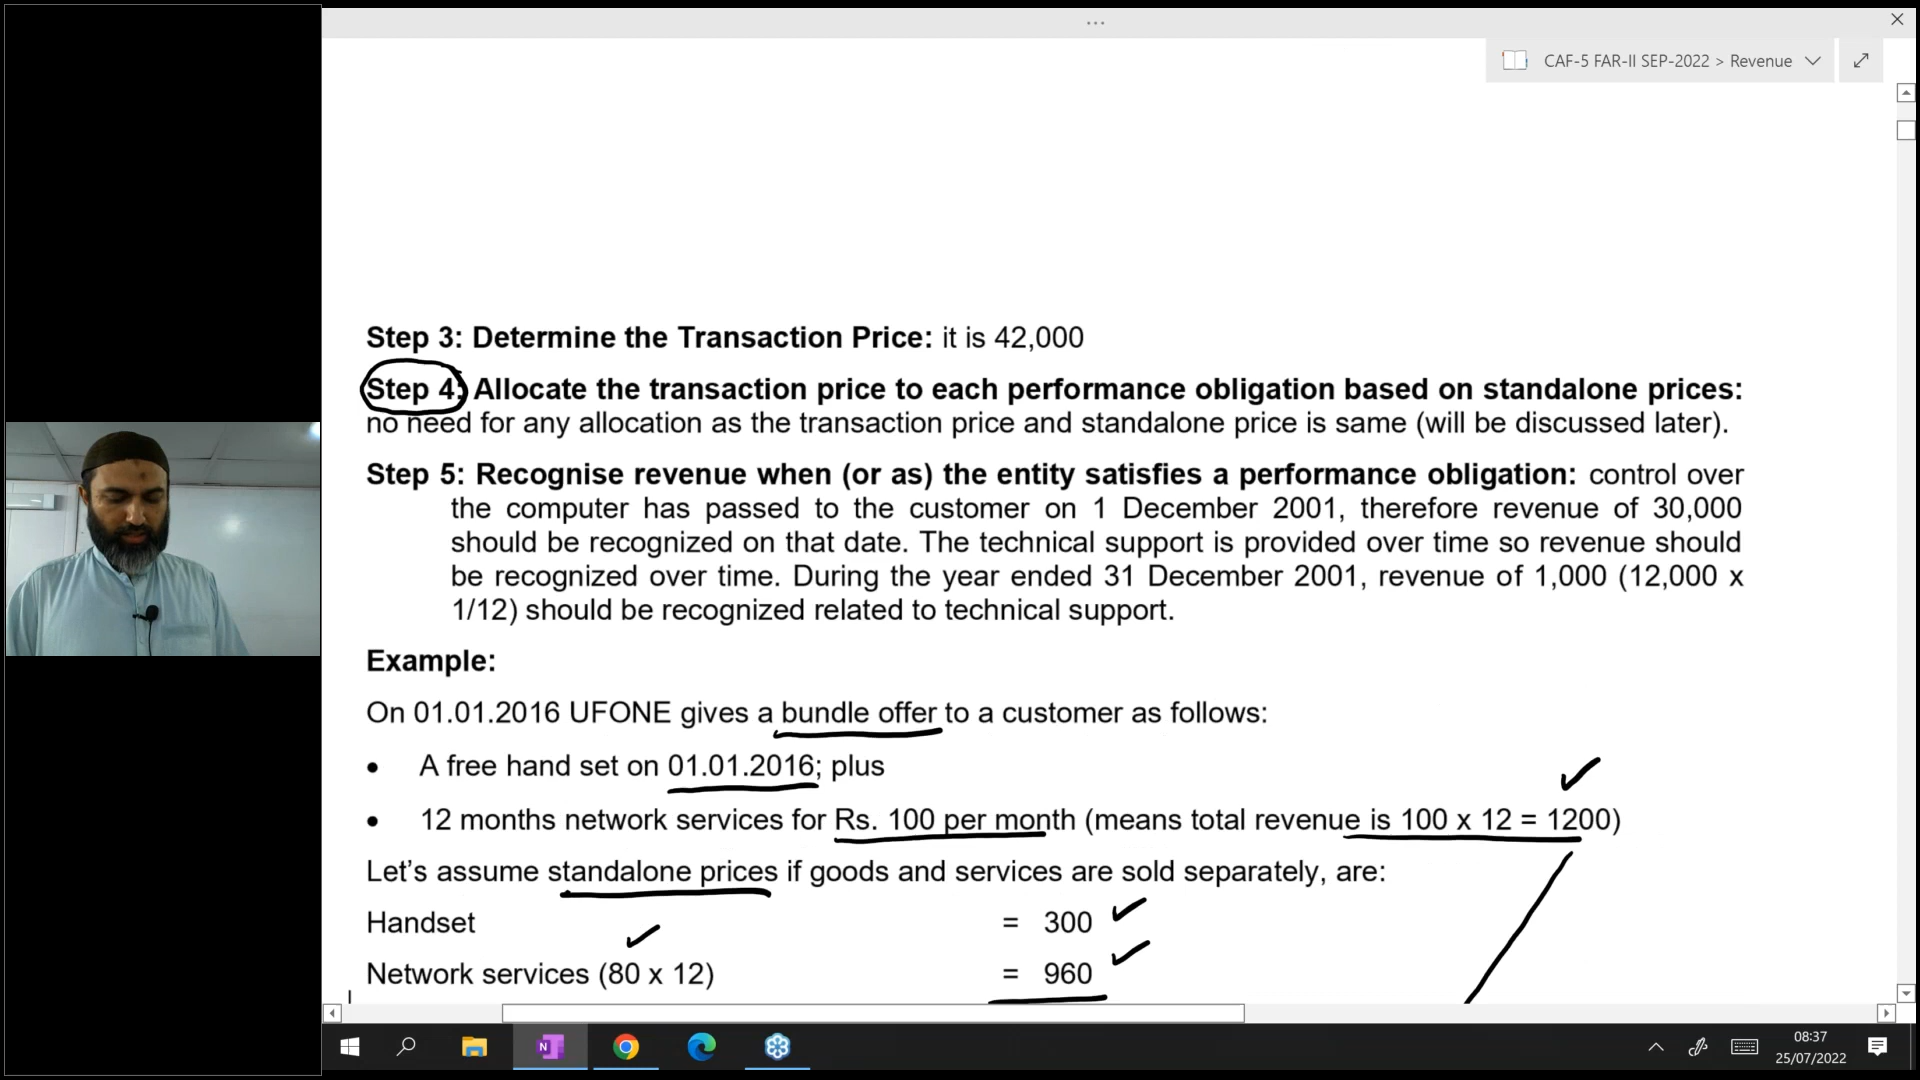 CAF-5 FAR-II SEP-2022 > Revenue
Step 3: Determine the Transaction Price: it is 42,000
Step 4: Allocate the transaction price to each performance obligation based on standalone prices:
no need for any allocation as the transaction price and standalone price is same (will be discussed later).
Step 5: Recognise revenue when (or as) the entity satisfies a performance obligation: control over
the computer has passed to the customer on 1 December 2001, therefore revenue of 30,000
should be recognized on that date. The technical support is provided over time so revenue should
be recognized over time. During the year ended 31 December 2001, revenue of 1,000 (12,000 x
1/12) should be recognized related to technical support.
Example:
On 01.01.2016 UFONE gives a bundle offer to a customer as follows:
• A free hand set on 01.01.2016; plus
• 12 months network services for Rs. 100 per month (means total revenue is 100 x 12 = 1200)
Let’s assume standalone prices if goods and services are sold separately, are:
Handset = 300
Network services (80 x 12) = 960
08:37
25/07/2022